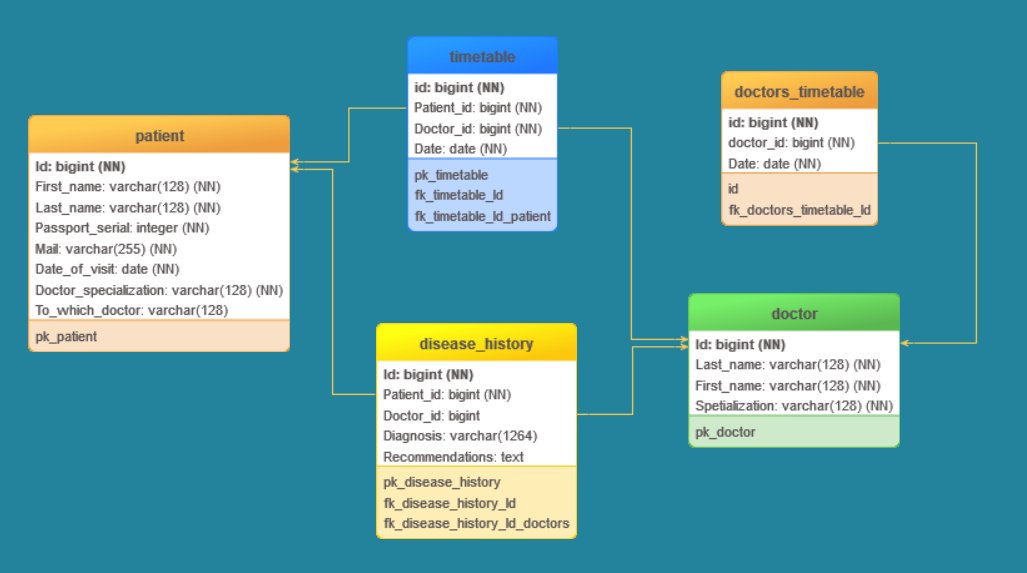 timetable
id: bigint (NN)
Patient_id: bigint (NN)
Doctor_id: bigint (NN)
Date: date (NN)
pk_timetable
fk_timetable_Id
fk_timetable_Id_patient
doctors_timetable
id: bigint (NN)
doctor_id: bigint (NN)
Date: date (NN)
id
fk_doctors_timetable_Id
patient
Id: bigint (NN)
First_name: varchar(128) (NN)
Last_name: varchar(128) (NN)
Passport_serial: integer (NN)
Mail: varchar(255) (NN)
Date_of_visit: date (NN)
Doctor_specialization: varchar(128) (NN)
To_which_doctor: varchar(128)
pk_patient
disease_history
Id: bigint (NN)
Patient_id: bigint (NN)
Doctor_id: bigint
Diagnosis: varchar(1264)
Recommendations: text
pk_disease_history
fk_disease_history_Id
fk_disease_history_Id_doctors
doctor
Id: bigint (NN)
Last_name: varchar(128) (NN)
First_name: varchar(128) (NN)
Spetialization: varchar(128) (NN)
pk_doctor